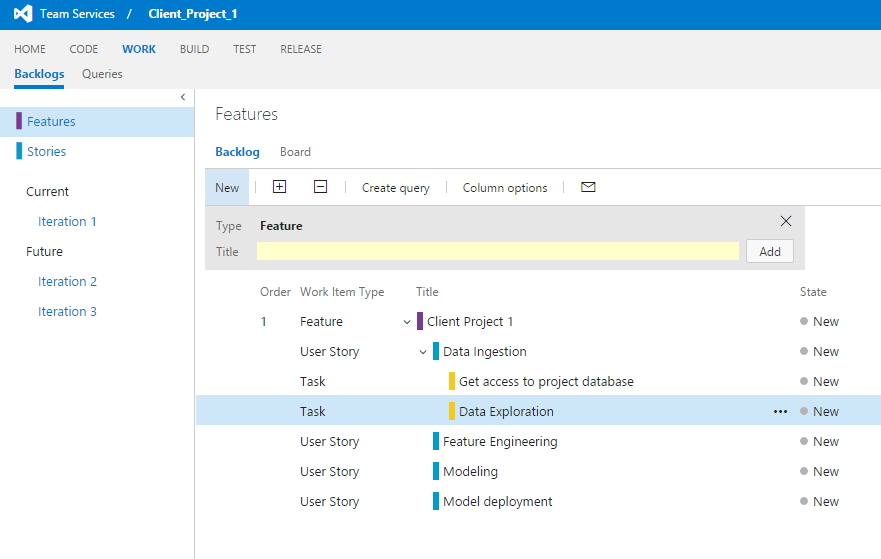 Team Services / Client_Project_1
HOME CODE WORK BUILD TEST RELEASE
Backlogs Queries
Features
Stories
Current
Iteration 1
Future
Iteration 2
Iteration 3
Features
Backlog Board
New Create query Column options
Type Feature
Title Add
Order Work Item Type Title State
1 Feature Client Project 1 New
User Story Data Ingestion New
Task Get access to project database New
Task Data Exploration ... New
User Story Feature Engineering New
User Story Modeling New
User Story Model deployment New